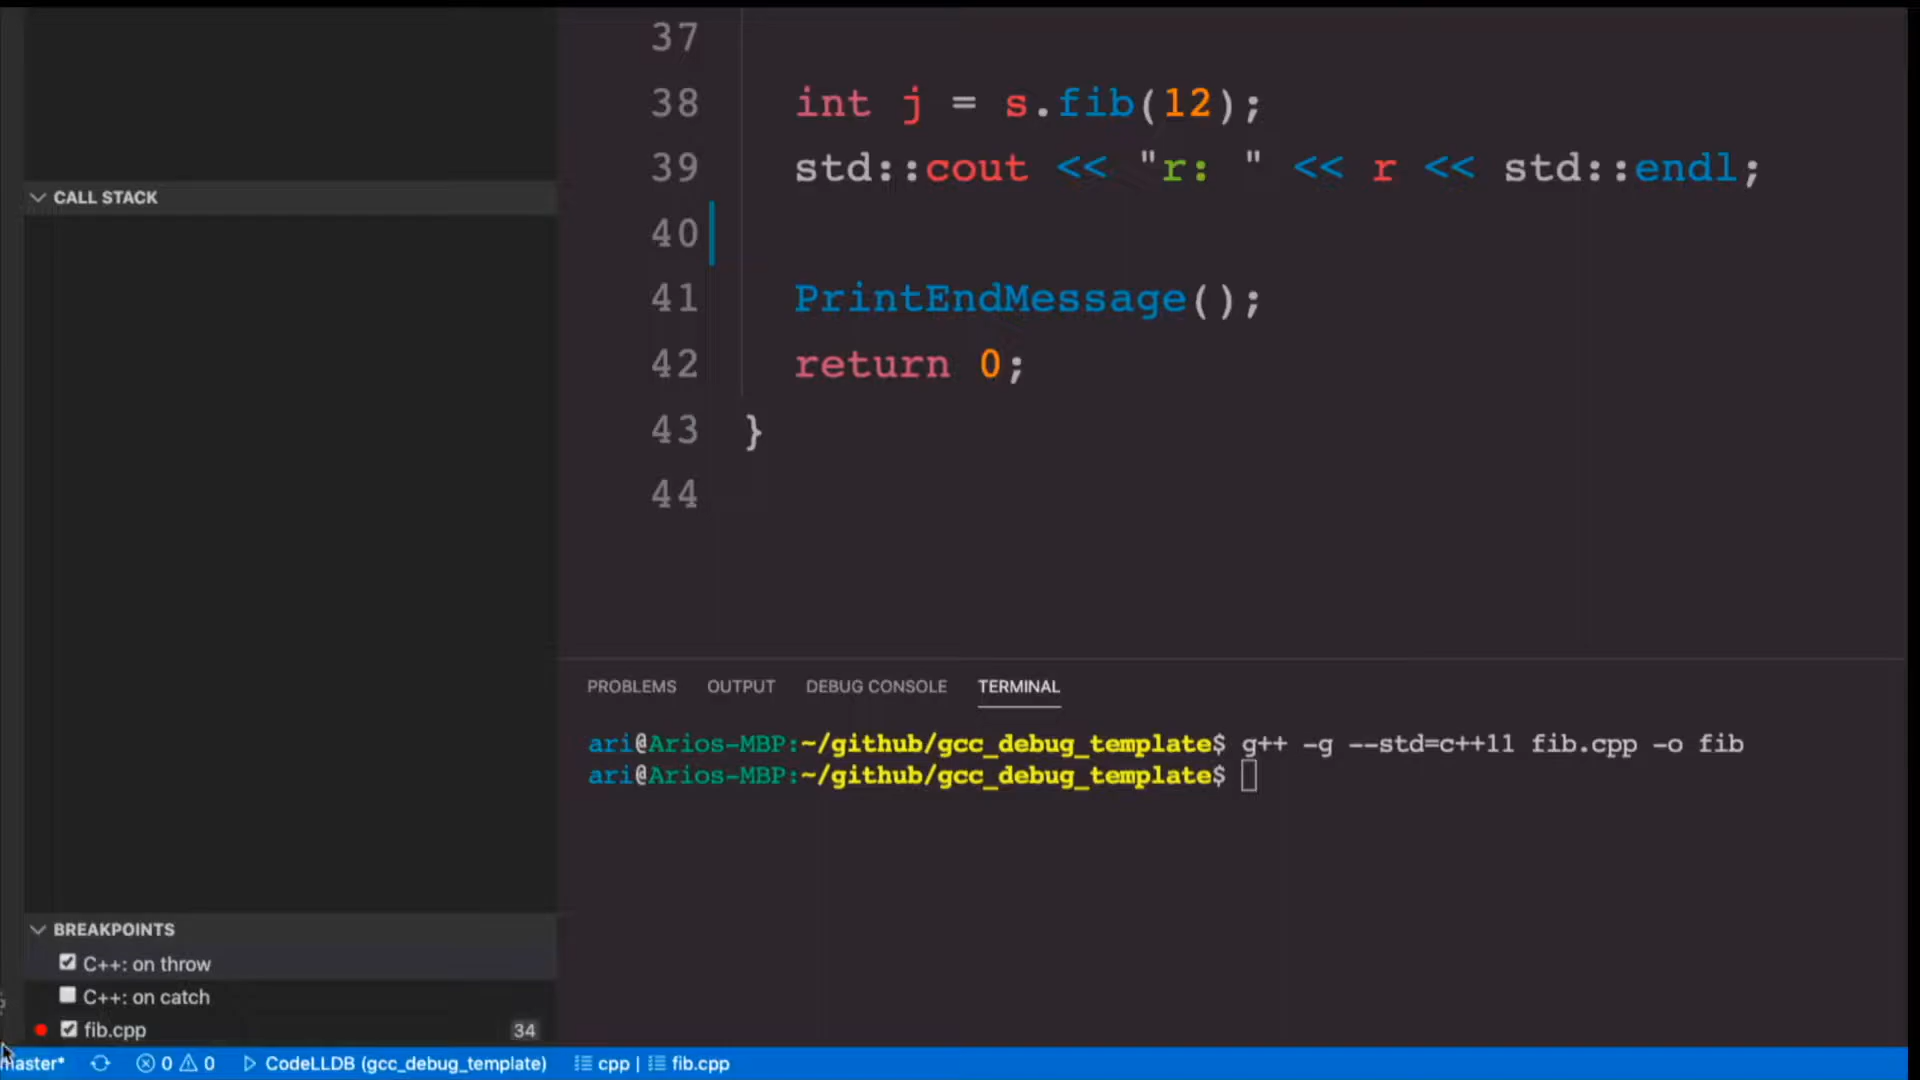 37
38 int j = s.fib(12);
39 std::cout << "r: " << r << std::endl;
CALL STACK
40
41 PrintEndMessage();
42 return 0;
43 }
44
PROBLEMS OUTPUT DEBUG CONSOLE TERMINAL
ari@Arios-MBP:~/github/gcc_debug_template$ g++ -g --std=c++11 fib.cpp -o fib
ari@Arios-MBP:~/github/gcc_debug_template$
BREAKPOINTS
C++: on throw
C++: on catch
fib.cpp 34
master* 0 0 CodeLLDB (gcc_debug_template) cpp | fib.cpp